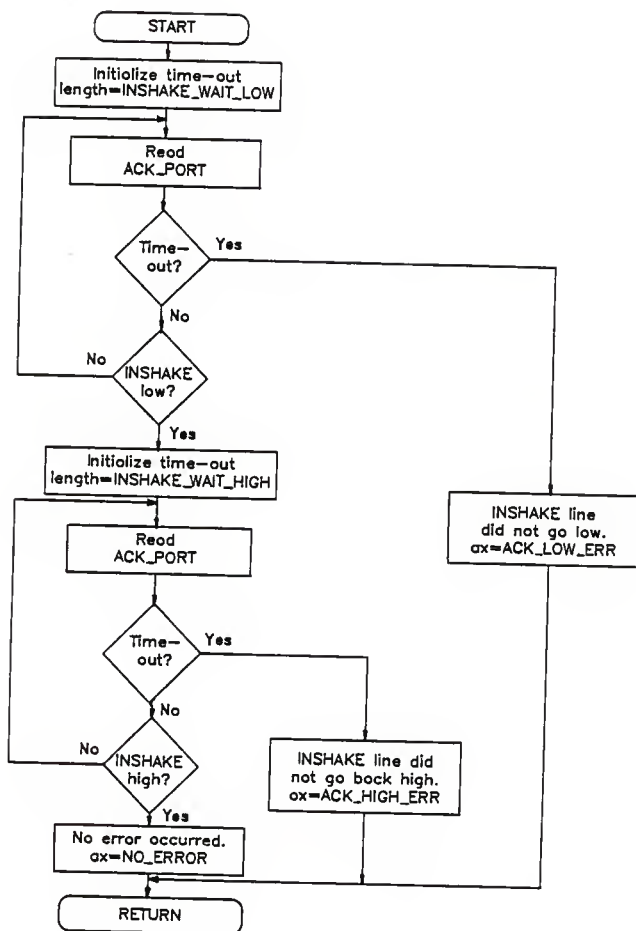 START
Initiolize time-out
length=INSHAKE_WAIT_LOW
Reod
ACK_PORT
Time-
out?
Yes
No
No
INSHAKE
low?
Yes
Initiolize time-out
length=INSHAKE_WAIT_HIGH
INSHAKE line
did not go low.
ax=ACK_LOW_ERR
Reod
ACK_PORT
Time-
out?
Yes
No
No
INSHAKE
high?
INSHAKE line did
not go bock high.
ox=ACK_HIGH_ERR
Yes
No error occurred.
ax=NO_ERROR
RETURN